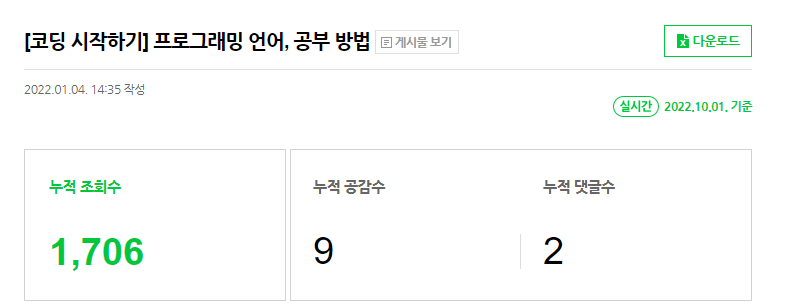 [코딩 시작하기] 프로그래밍 언어, 공부 방법 게시물 보기
다운로드
2022.01.04. 14:35 작성
실시간 2022.10.01. 기준
누적 조회수
1,706
누적 공감수
9
누적 댓글수
2